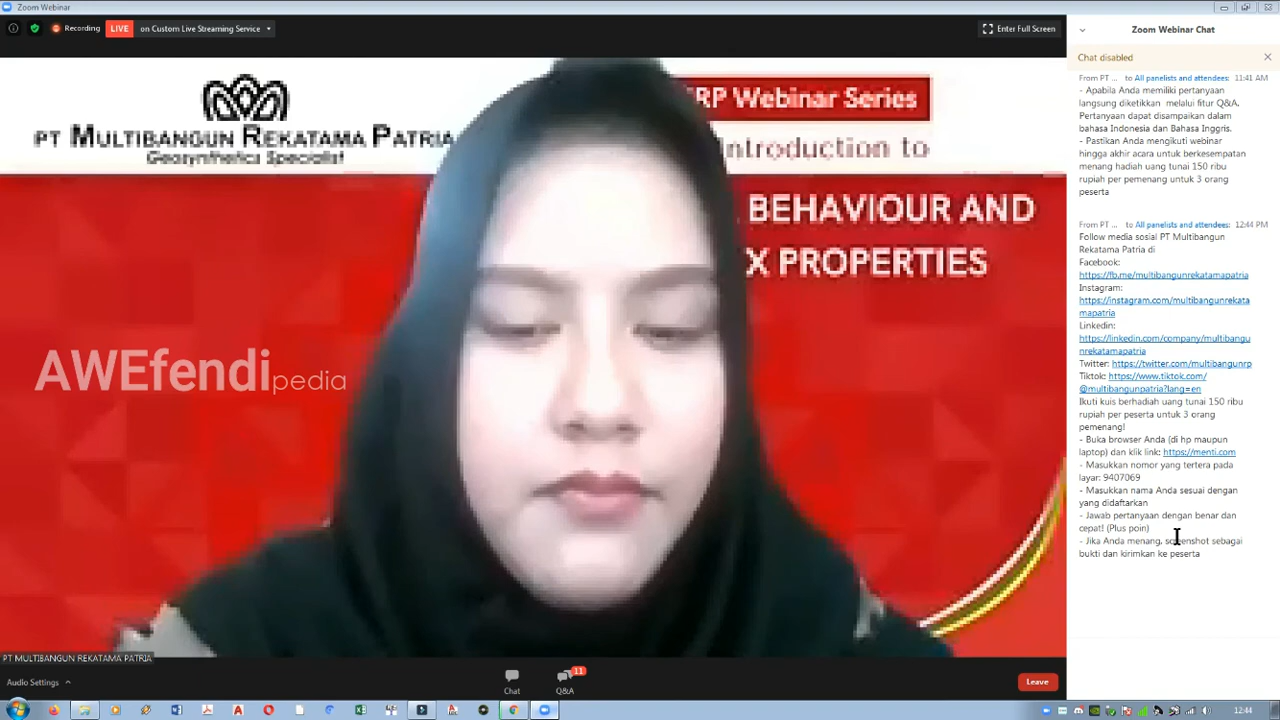 Zoom Webinar
Recording
LIVE
on Custom Live Streaming Service
Enter Full Screen
PT MULTIBANGUN REKATAMA PATRIA
Geosynthetics Specialist
RP Webinar Series
Introduction to
BEHAVIOUR AND
X PROPERTIES
AWEfendipedia
PT MULTIBANGUN REKATAMA PATRIA
Audio Settings
Chat
Q&A
11
Leave
Zoom Webinar Chat
Chat disabled
From PT ... to All panelists and attendees: 11:41 AM
- Apabila Anda memiliki pertanyaan
langsung diketikkan melalui fitur Q&A.
Pertanyaan dapat disampaikan dalam
bahasa Indonesia dan Bahasa Inggris.
- Pastikan Anda mengikuti webinar
hingga akhir acara untuk berkesempatan
menang hadiah uang tunai 150 ribu
rupiah per pemenang untuk 3 orang
peserta
From PT ... to All panelists and attendees: 12:44 PM
Follow media sosial PT Multibangun
Rekatama Patria di
Facebook:
https://fb.me/multibangunrekatamapatria
Instagram:
https://instagram.com/multibangunrekata
mapatria
Linkedin:
https://linkedin.com/company/multibangu
nrekatamapatria
Twitter: https://twitter.com/multibangunrp
Tiktok: https://www.tiktok.com/
@multibangunpatria?lang=en
Ikuti kuis berhadiah uang tunai 150 ribu
rupiah per peserta untuk 3 orang
pemenang!
- Buka browser Anda (di hp maupun
laptop) dan klik link: https://menti.com
- Masukkan nomor yang tertera pada
layar: 9407069
- Masukkan nama Anda sesuai dengan
yang didaftarkan
- Jawab pertanyaan dengan benar dan
cepat! (Plus poin)
- Jika Anda menang, screenshot sebagai
bukti dan kirimkan ke peserta
12:44